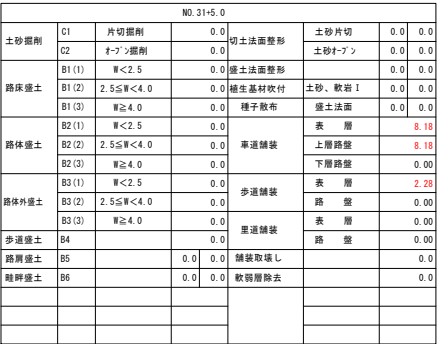 NO.31+5.0
土砂掘削 C1 片切掘削 0.0 切土法面整形 土砂片切 0.0 0.0
C2 オープン掘削 0.0 土砂オープン 0.0 0.0
路床盛土 B1(1) W<2.5 0.0 盛土法面整形 0.0 0.0
B1(2) 2.5≦W<4.0 0.0 植生基材吹付 土砂、軟岩Ⅰ 0.0 0.0
B1(3) W≧4.0 0.0 種子散布 盛土法面 0.0 0.0
路体盛土 B2(1) W<2.5 0.0 車道舗装 表 層 8.18
B2(2) 2.5≦W<4.0 0.0 上層路盤 8.18
B2(3) W≧4.0 0.0 下層路盤 0.00
路体外盛土 B3(1) W<2.5 0.0 歩道舗装 表 層 2.28
B3(2) 2.5≦W<4.0 0.0 路 盤 0.00
B3(3) W≧4.0 0.0 里道舗装 表 層 0.00
歩道盛土 B4 0.0 路 盤 0.00
路肩盛土 B5 0.0 0.0 舗装取壊し 0.0
畦畔盛土 B6 0.0 0.0 軟弱層除去 0.0